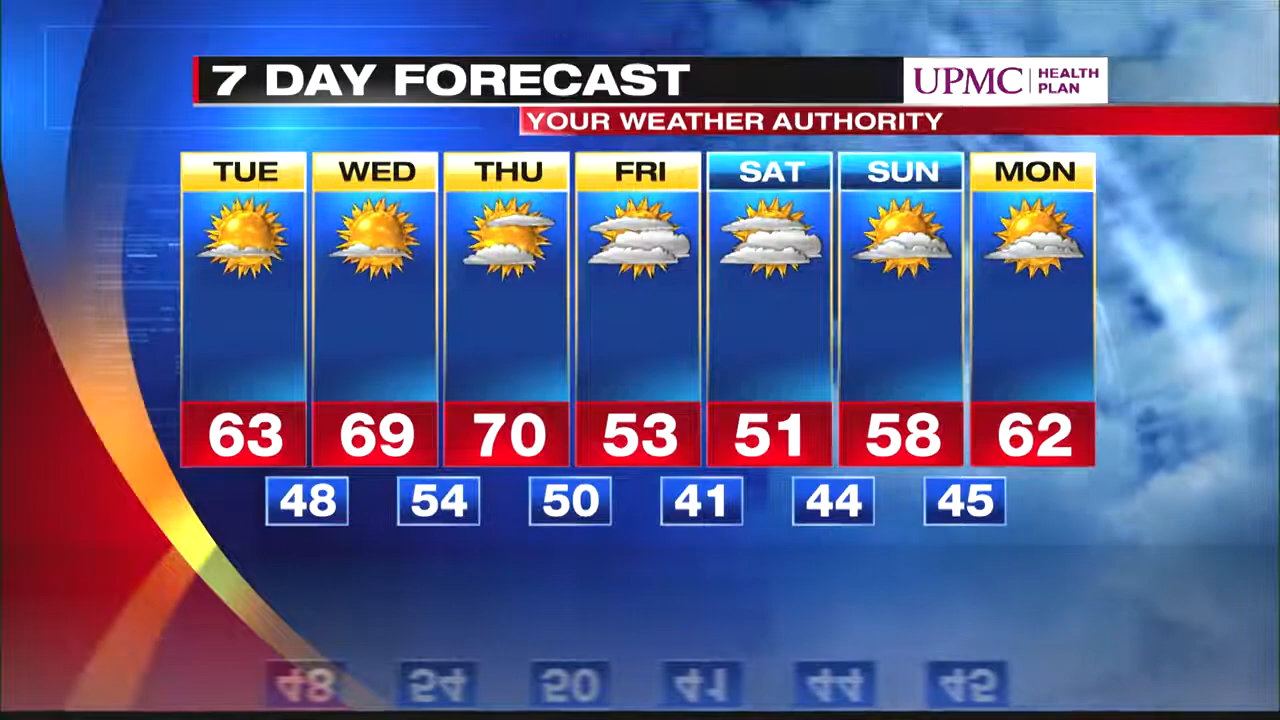 7 DAY FORECAST
UPMC HEALTH PLAN
YOUR WEATHER AUTHORITY
TUE WED THU FRI SAT SUN MON
63 69 70 53 51 58 62
48 54 50 41 44 45